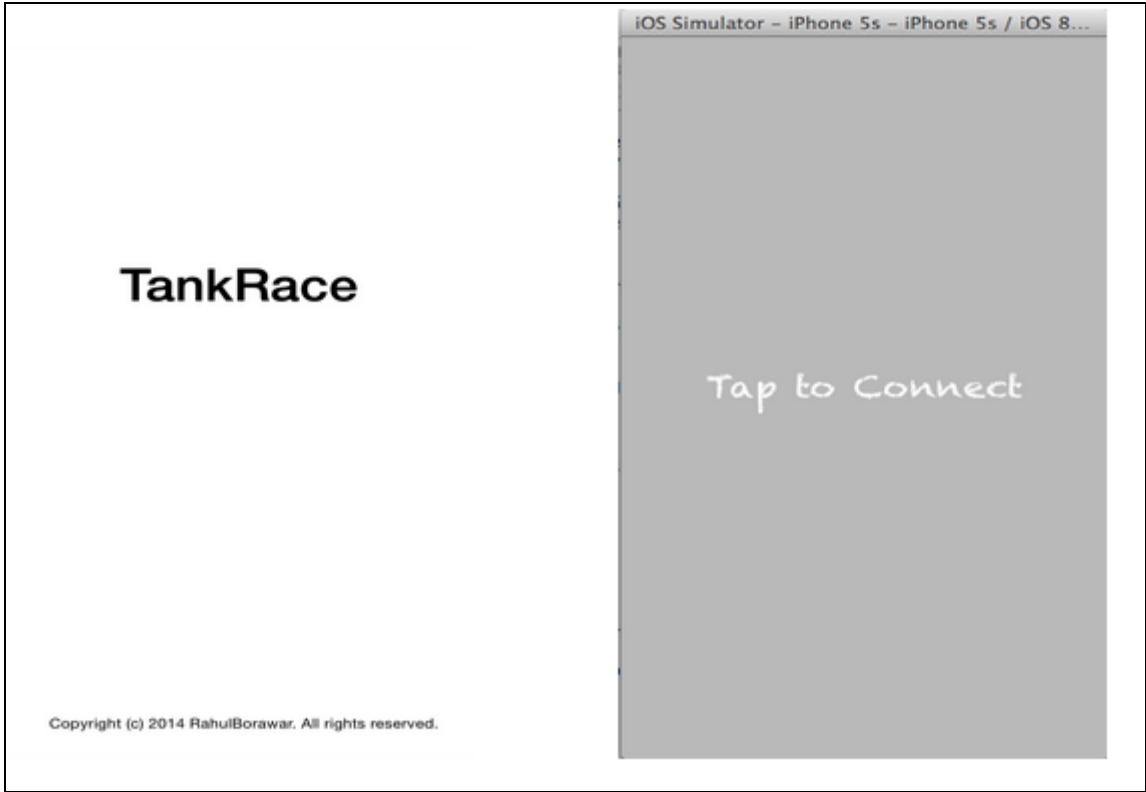 TankRace
Copyright (c) 2014 RahulBorawar. All rights reserved.
iOS Simulator – iPhone 5s – iPhone 5s / iOS 8...
Tap to Connect